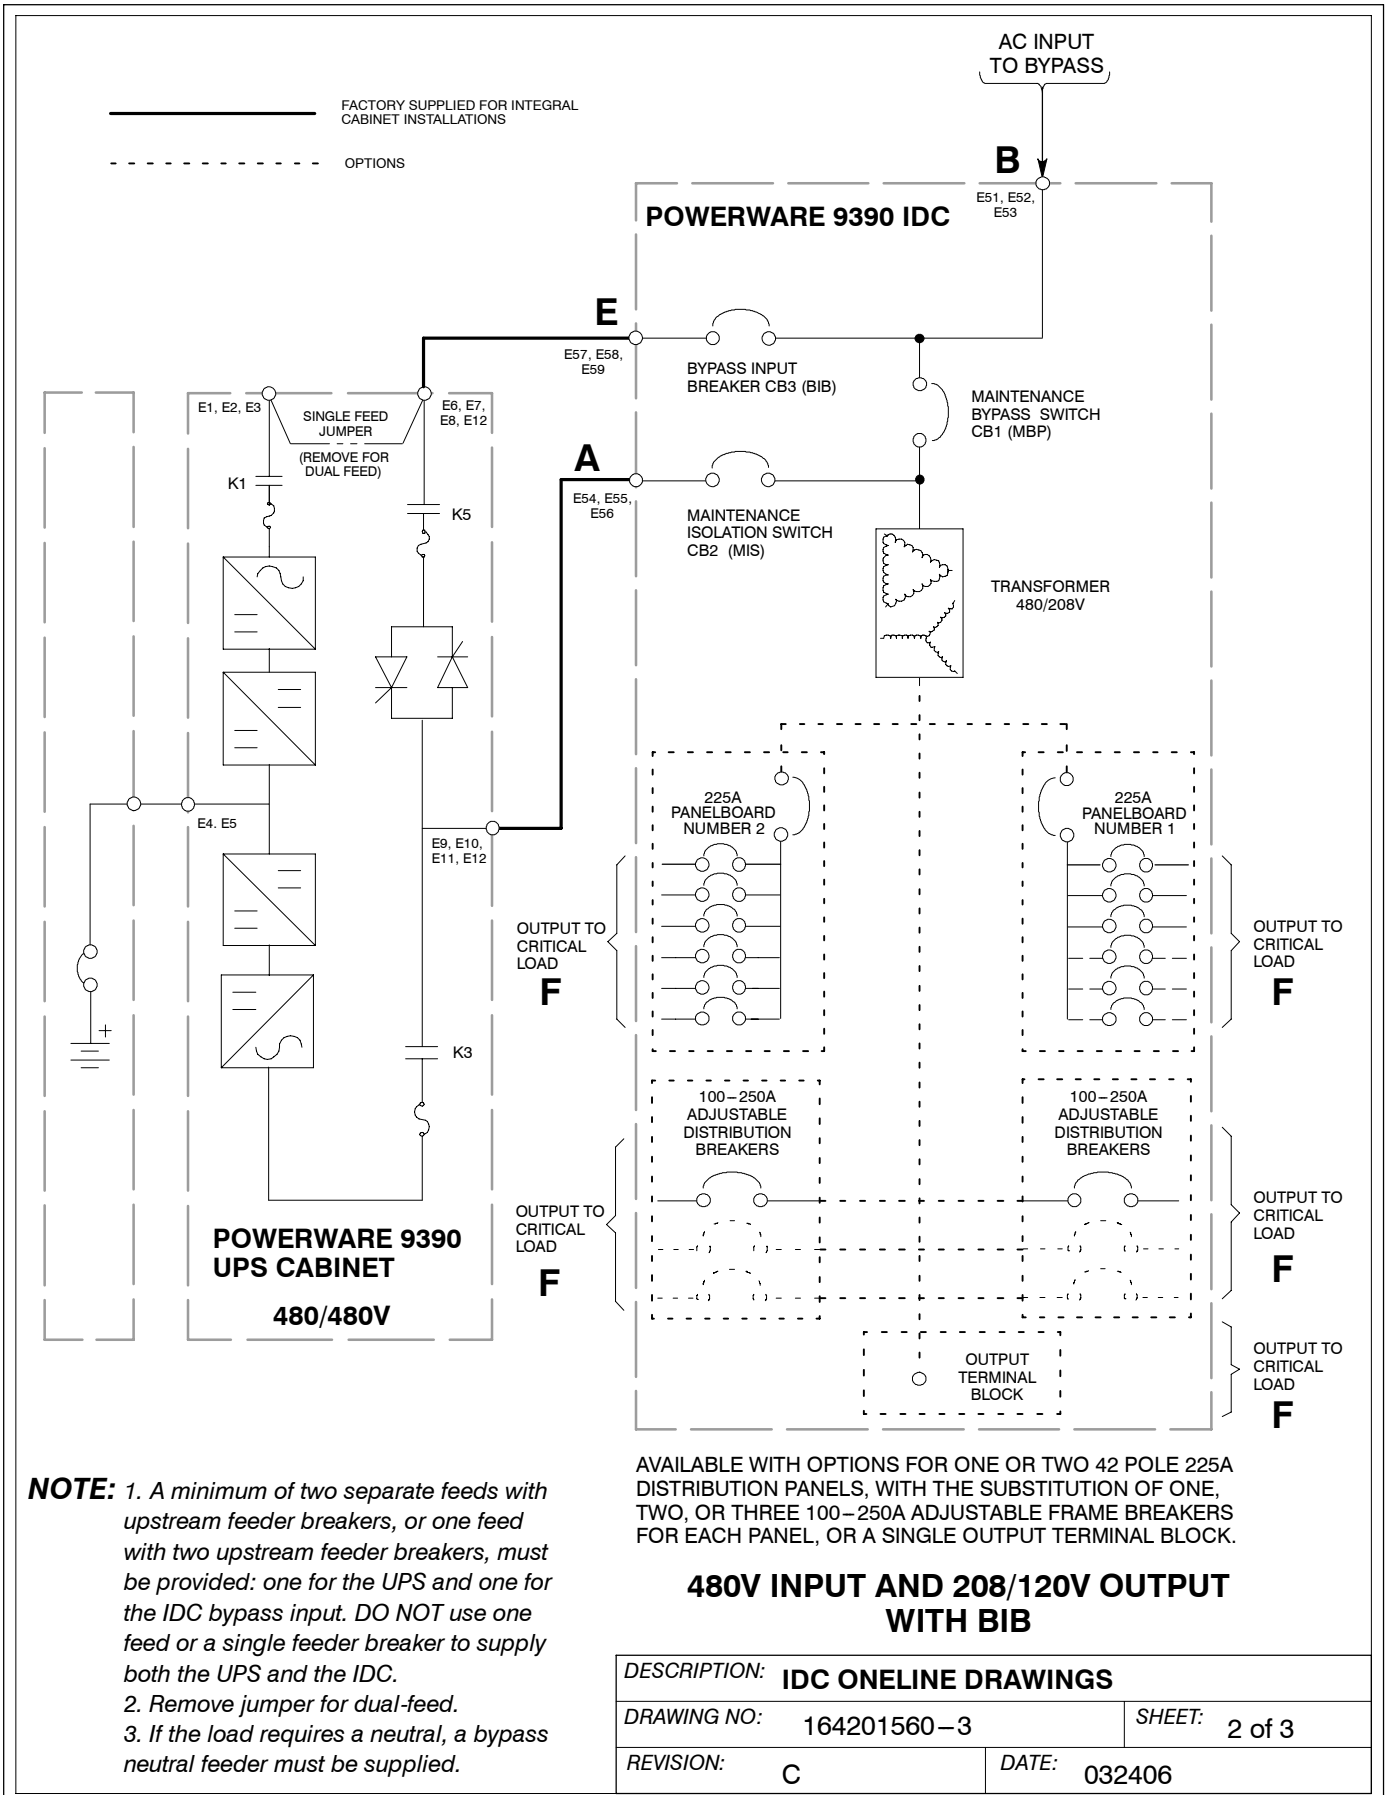 AC INPUT
TO BYPASS
FACTORY SUPPLIED FOR INTEGRAL
CABINET INSTALLATIONS
OPTIONS
B
E51, E52,
E53
POWERWARE 9390 IDC
E
E57, E58,
E59
BYPASS INPUT
BREAKER CB3 (BIB)
MAINTENANCE
BYPASS SWITCH
CB1 (MBP)
E1, E2, E3
SINGLE FEED
JUMPER
(REMOVE FOR
DUAL FEED)
E6, E7,
E8, E12
K1
K5
A
E54, E55,
E56
MAINTENANCE
ISOLATION SWITCH
CB2 (MIS)
TRANSFORMER
480/208V
225A
PANELBOARD
NUMBER 2
225A
PANELBOARD
NUMBER 1
E4. E5
E9, E10,
E11, E12
OUTPUT TO
CRITICAL
LOAD
F
OUTPUT TO
CRITICAL
LOAD
F
+
K3
100–250A
ADJUSTABLE
DISTRIBUTION
BREAKERS
100–250A
ADJUSTABLE
DISTRIBUTION
BREAKERS
OUTPUT TO
CRITICAL
LOAD
F
OUTPUT TO
CRITICAL
LOAD
F
POWERWARE 9390
UPS CABINET
480/480V
OUTPUT
TERMINAL
BLOCK
OUTPUT TO
CRITICAL
LOAD
F
AVAILABLE WITH OPTIONS FOR ONE OR TWO 42 POLE 225A
DISTRIBUTION PANELS, WITH THE SUBSTITUTION OF ONE,
TWO, OR THREE 100–250A ADJUSTABLE FRAME BREAKERS
FOR EACH PANEL, OR A SINGLE OUTPUT TERMINAL BLOCK.
NOTE: 1. A minimum of two separate feeds with
upstream feeder breakers, or one feed
with two upstream feeder breakers, must
be provided: one for the UPS and one for
the IDC bypass input. DO NOT use one
feed or a single feeder breaker to supply
both the UPS and the IDC.
2. Remove jumper for dual-feed.
3. If the load requires a neutral, a bypass
neutral feeder must be supplied.
480V INPUT AND 208/120V OUTPUT
WITH BIB
DESCRIPTION: IDC ONELINE DRAWINGS
DRAWING NO: 164201560–3
SHEET: 2 of 3
REVISION: C
DATE: 032406